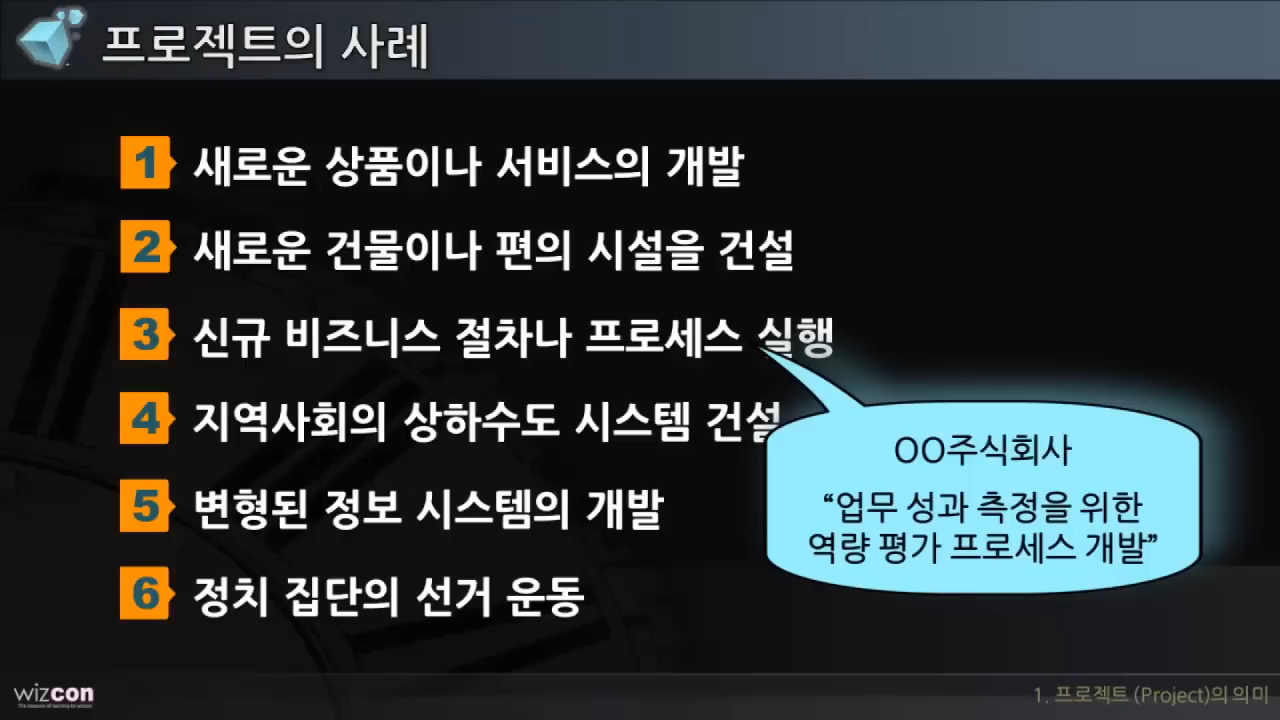 프로젝트의 사례
1 새로운 상품이나 서비스의 개발
2 새로운 건물이나 편의 시설을 건설
3 신규 비즈니스 절차나 프로세스 실행
4 지역사회의 상하수도 시스템 건설
OO주식회사
“업무 성과 측정을 위한
역량 평가 프로세스 개발”
5 변형된 정보 시스템의 개발
6 정치 집단의 선거 운동
wizcon
1. 프로젝트 (Project)의 의미